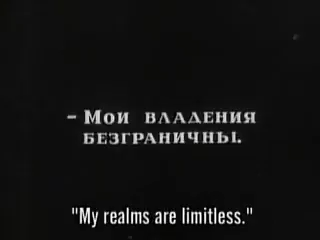 – Мои владения
безграничны.
"My realms are limitless."